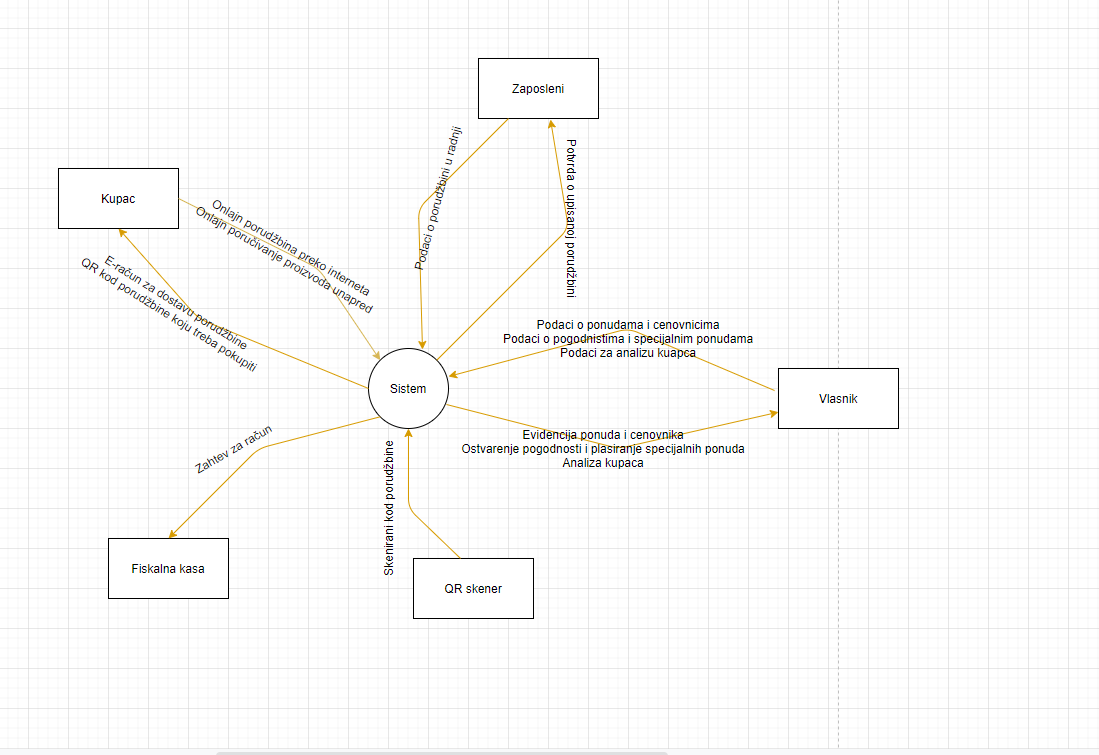 Zaposleni
Podaci o porudžbini u radnji
Potvrda o upisanoj porudžbini
Kupac
Onlajn porudžbina preko interneta
Onlajn poručivanje proizvoda unapred
E-račun za dostavu porudžbine
QR kod porudžbine koju treba pokupiti
Podaci o ponudama i cenovnicima
Podaci o pogodnistima i specijalnim ponudama
Podaci za analizu kuapca
Sistem
Vlasnik
Evidencija ponuda i cenovnika
Ostvarenje pogodnosti i plasiranje specijalnih ponuda
Analiza kupaca
Zahtev za račun
Skenirani kod porudžbine
Fiskalna kasa
QR skener